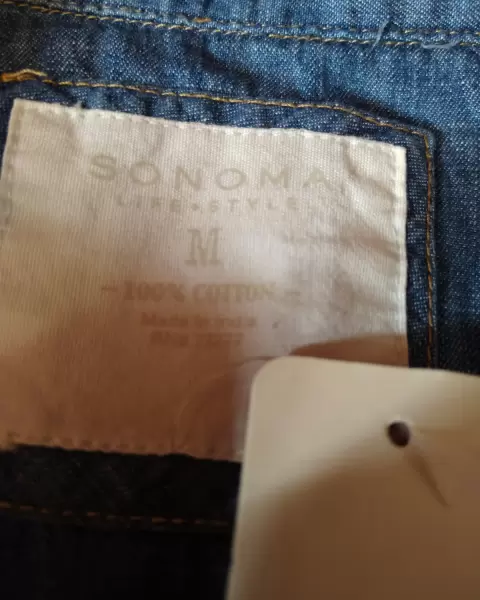 SONOMA
LIFE + STYLE
M
- 100% COTTON -
Made in India